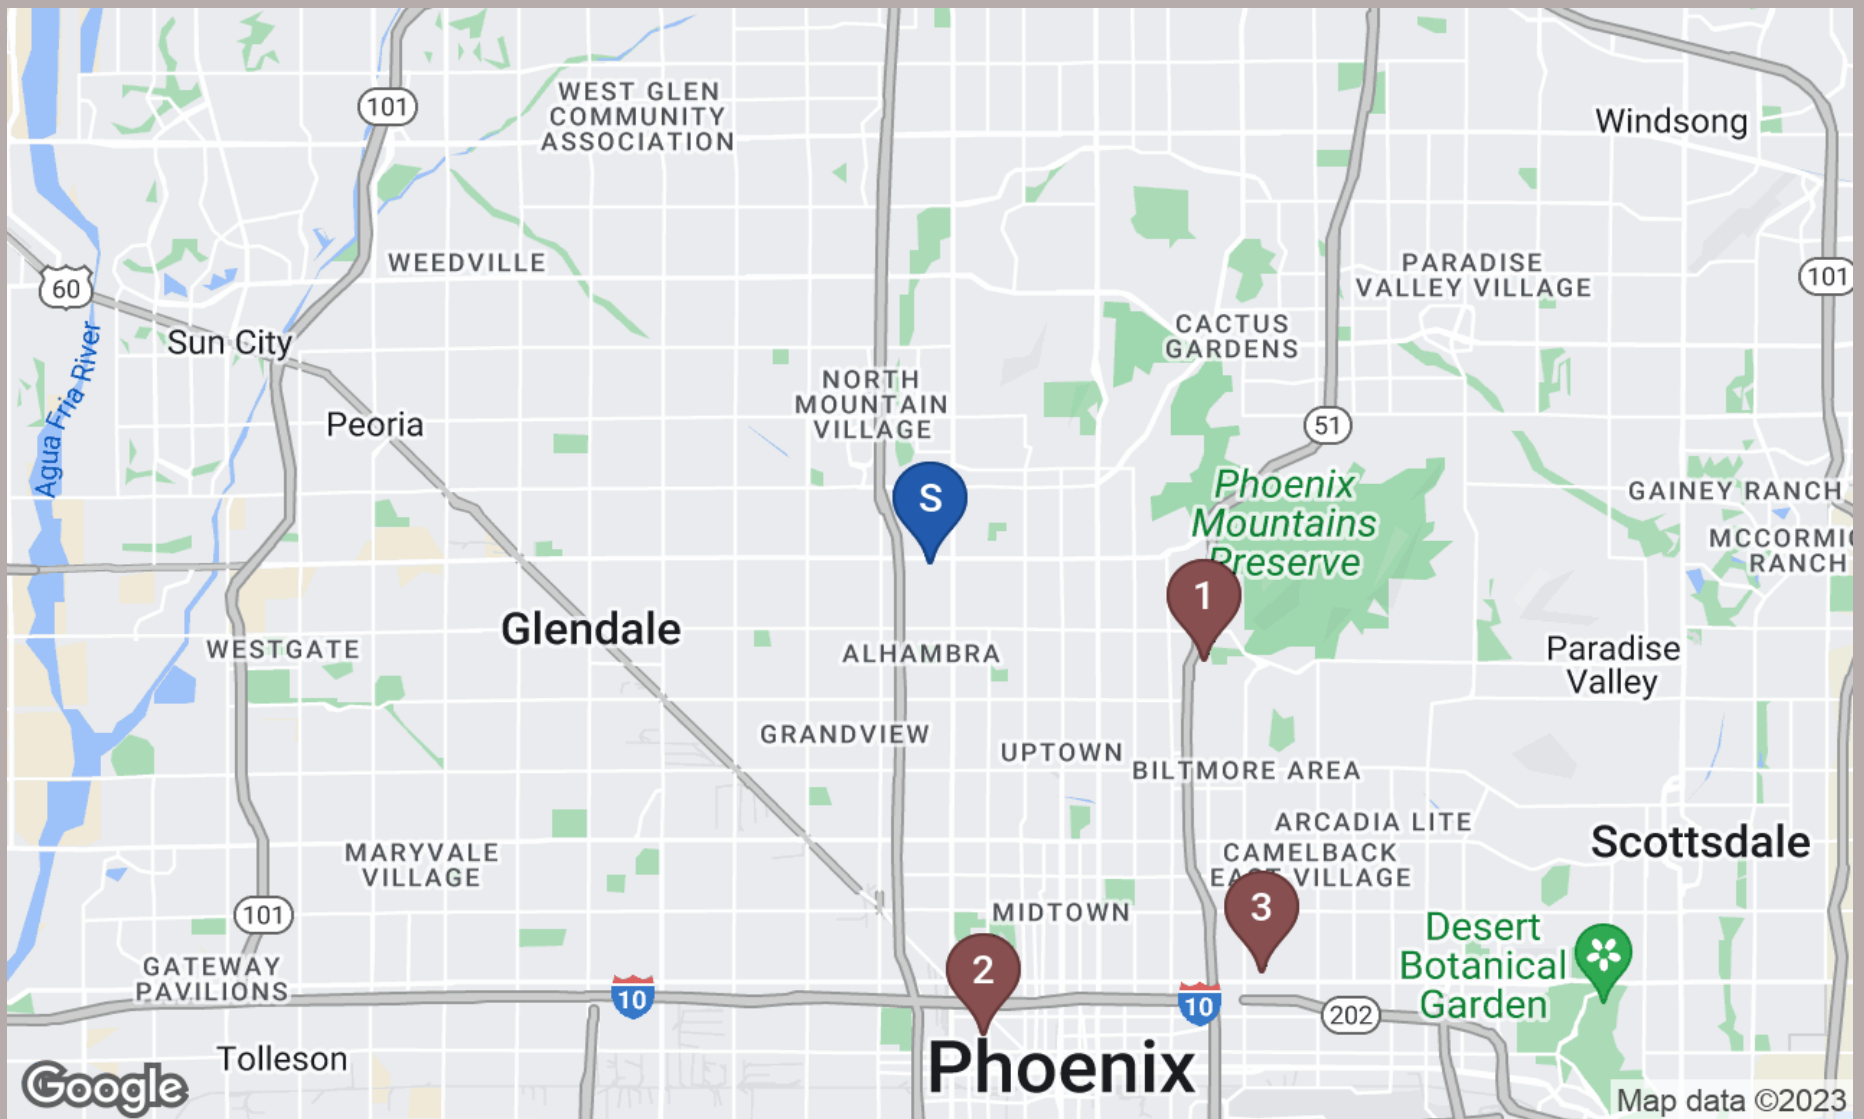 101
WEST GLEN
COMMUNITY
ASSOCIATION
Windsong
WEEDVILLE
60
PARADISE
VALLEY VILLAGE
101
Sun City
CACTUS
GARDENS
Agua Fria River
NORTH
MOUNTAIN
VILLAGE
Peoria
51
S
Phoenix
Mountains
Preserve
GAINEY RANCH
MCCORMI
RANCH
1
Glendale
WESTGATE
ALHAMBRA
Paradise
Valley
GRANDVIEW
UPTOWN
BILTMORE AREA
ARCADIA LITE
Scottsdale
MARYVALE
VILLAGE
CAMELBACK
EAST VILLAGE
101
MIDTOWN
3
Desert
Botanical
Garden
GATEWAY
PAVILIONS
2
10
10
202
Tolleson
Phoenix
Google
Map data ©2023